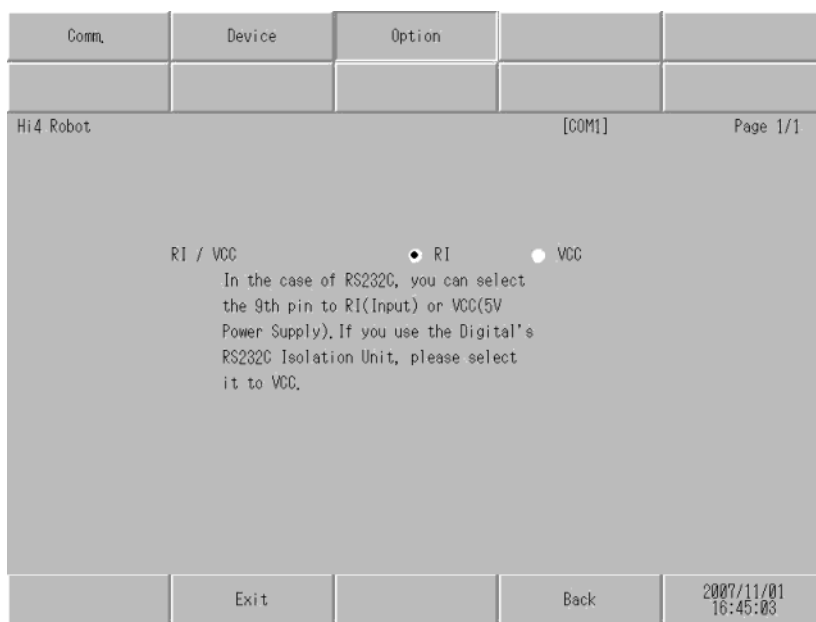 Comm. Device Option
Hi4 Robot [COM1] Page 1/1
RI / VCC RI VCC
In the case of RS232C, you can select
the 9th pin to RI(Input) or VCC(5V
Power Supply).If you use the Digital's
RS232C Isolation Unit, please select
it to VCC.
Exit Back 2007/11/01
16:45:03